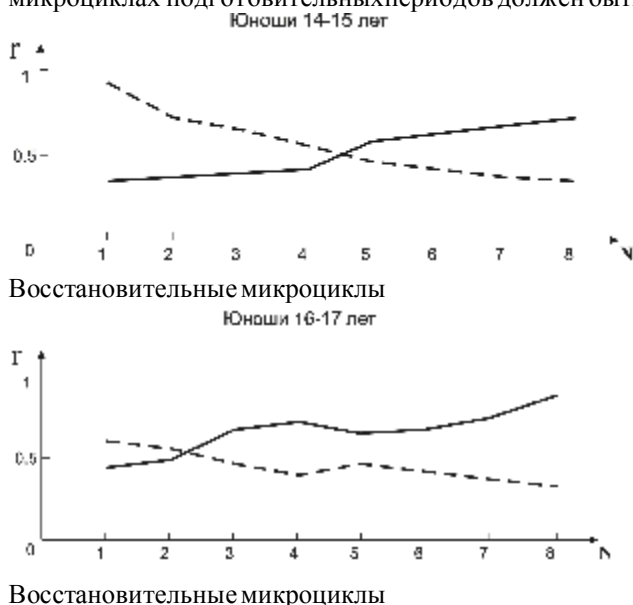 микроциклах подготовительных периодов должен быт
Юноши 14-15 лет
r
1
0.5
0 1 2 3 4 5 6 7 8 N
Восстановительные микроциклы
Юноши 16-17 лет
r
1
0.5
0 1 2 3 4 5 6 7 8 N
Восстановительные микроциклы